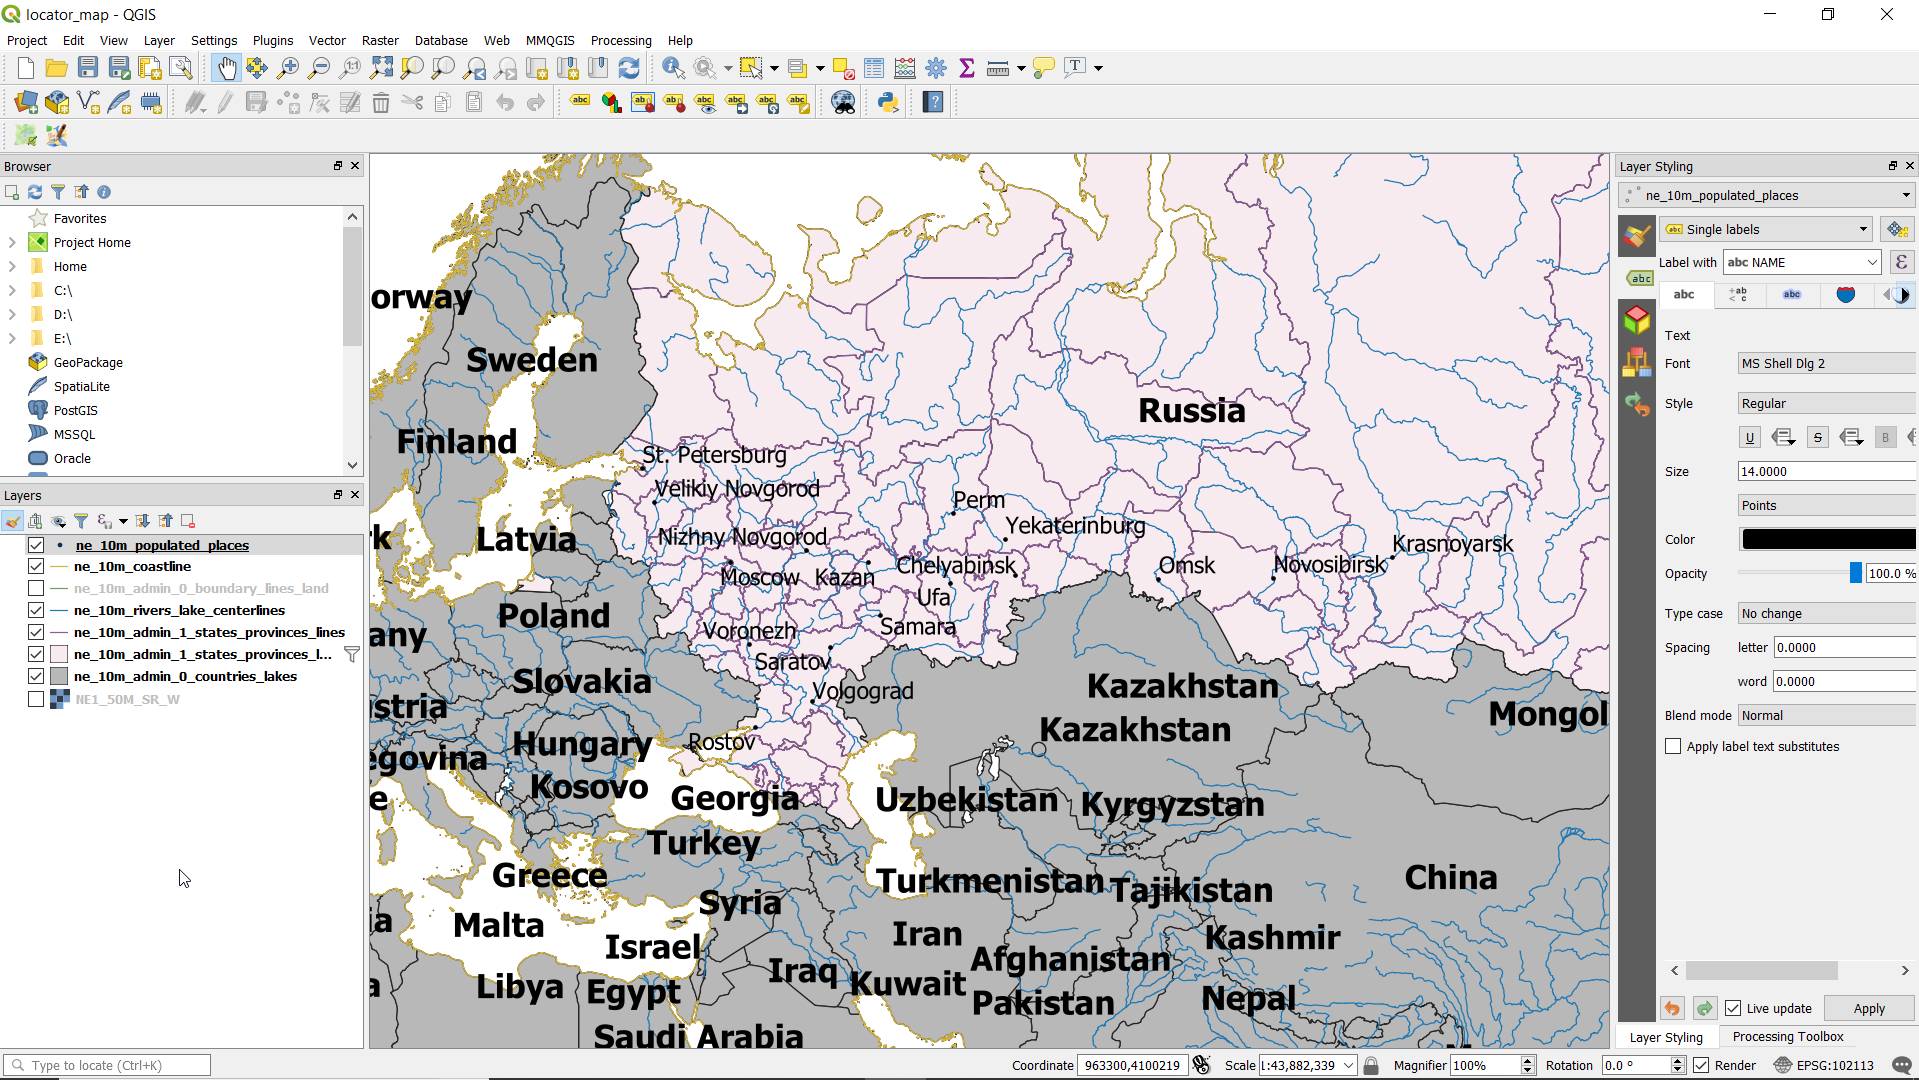 locator_map - QGIS
Project Edit View Layer Settings Plugins Vector Raster Database Web MMQGIS Processing Help
Browser
Favorites
Project Home
Home
C:\
D:\
E:\
GeoPackage
SpatiaLite
PostGIS
MSSQL
Oracle
Layers
ne_10m_populated_places
ne_10m_coastline
ne_10m_admin_0_boundary_lines_land
ne_10m_rivers_lake_centerlines
ne_10m_admin_1_states_provinces_lines
ne_10m_admin_1_states_provinces_l...
ne_10m_admin_0_countries_lakes
NE1_50M_SR_W
orway
Sweden
Finland
Russia
St. Petersburg
Velikiy Novgorod
Perm
Yekaterinburg
k
Latvia
Nizhny Novgorod
Krasnoyarsk
Moscow Kazan
Chelyabinsk
Omsk
Novosibirsk
Ufa
Poland
any
Voronezh
Samara
Saratov
Slovakia
Volgograd
Kazakhstan
stria
Kazakhstan
Mongol
Hungary
Rostov
egovina
Kosovo
e
Georgia
Uzbekistan
Kyrgyzstan
Turkey
Greece
Turkmenistan
Tajikistan
China
Syria
ia
Malta
Israel
Iran
Kashmir
Afghanistan
Iraq
Kuwait
a
Libya
Egypt
Pakistan
Nepal
Saudi Arabia
Layer Styling
ne_10m_populated_places
abc Single labels
Label with abc NAME ε
abc
abc +ab < c abc
Text
Font MS Shell Dlg 2
Style Regular
U S B
Size 14.0000
Points
Color
Opacity 100.0 %
Type case No change
Spacing letter 0.0000
word 0.0000
Blend mode Normal
Apply label text substitutes
Live update Apply
Layer Styling Processing Toolbox
Type to locate (Ctrl+K) Coordinate 963300,4100219 Scale 1:43,882,339 Magnifier 100% Rotation 0.0 ° Render EPSG:102113